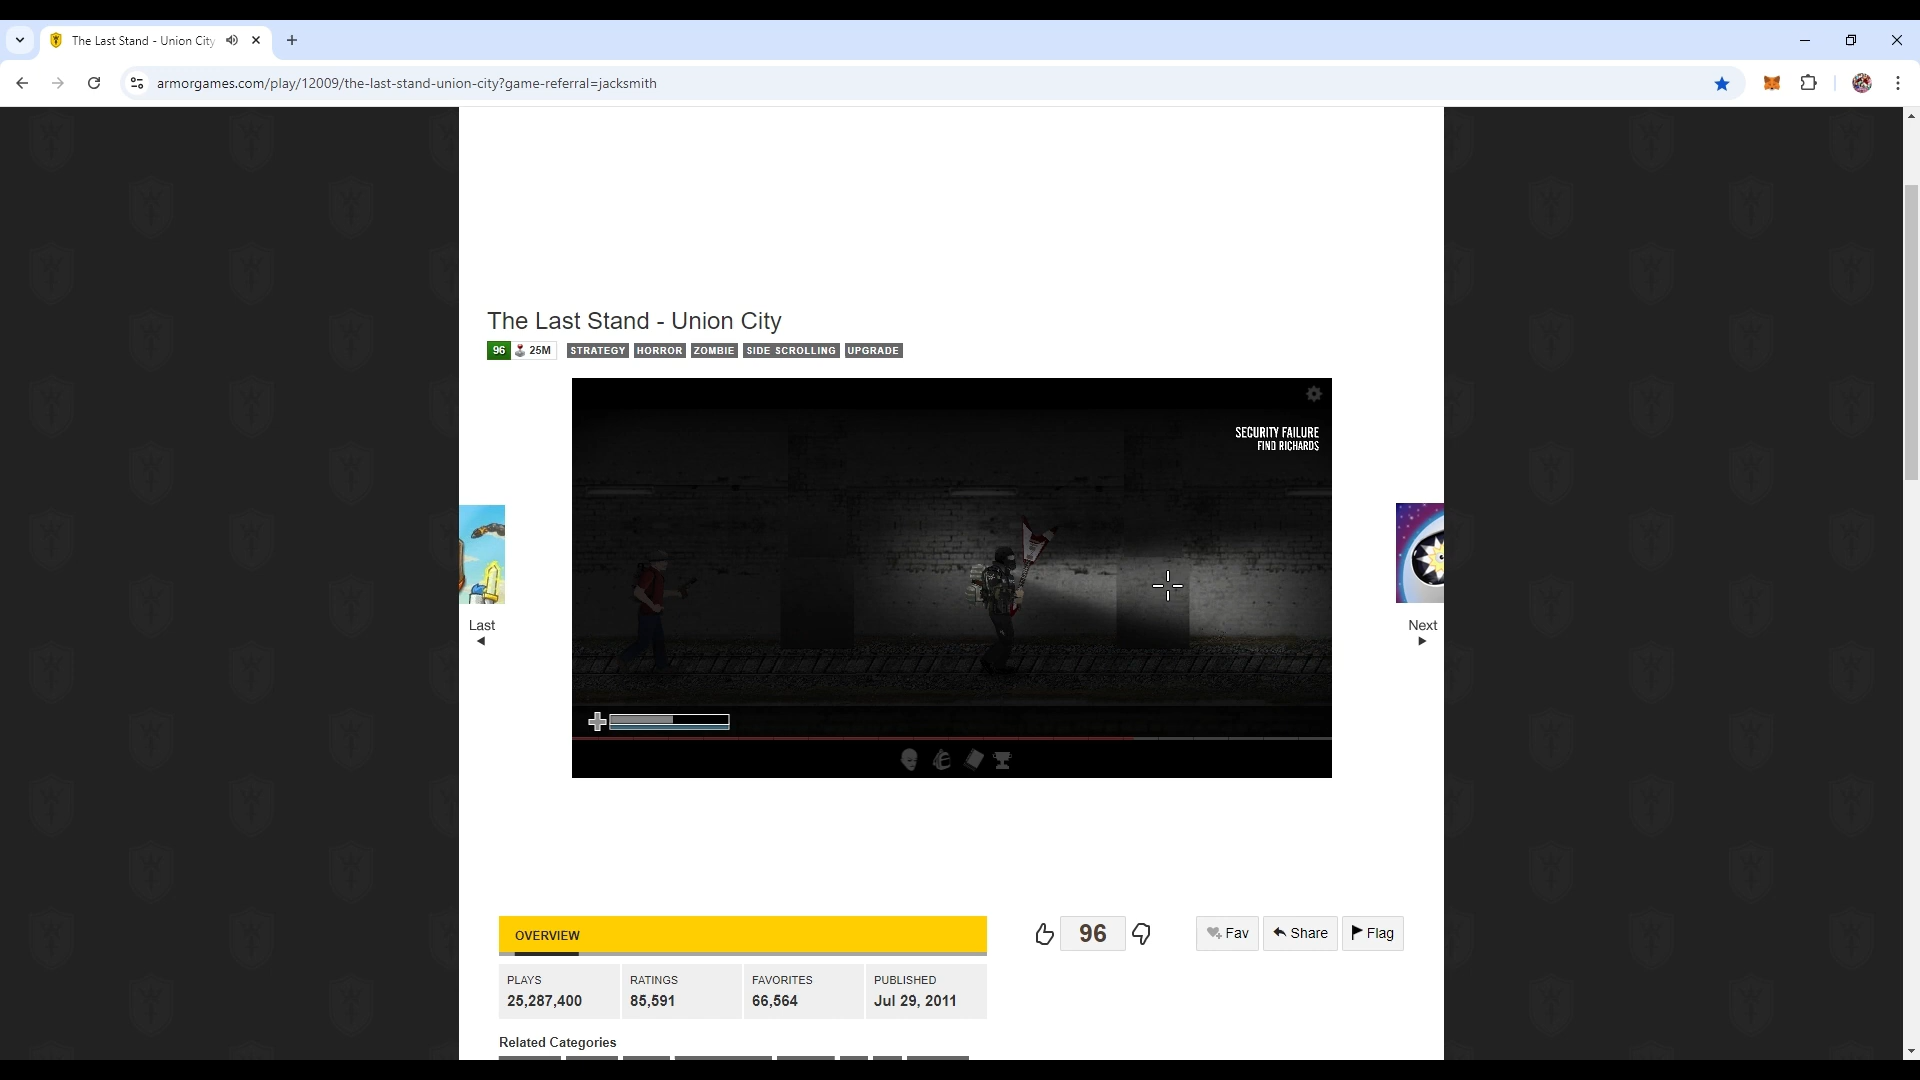 The Last Stand - Union City
armorgames.com/play/12009/the-last-stand-union-city?game-referral=jacksmith
The Last Stand - Union City
96 25M STRATEGY HORROR ZOMBIE SIDE SCROLLING UPGRADE
SECURITY FAILURE
FIND RICHARDS
Last
Next
OVERVIEW
96
Fav
Share
Flag
PLAYS
25,287,400
RATINGS
85,591
FAVORITES
66,564
PUBLISHED
Jul 29, 2011
Related Categories